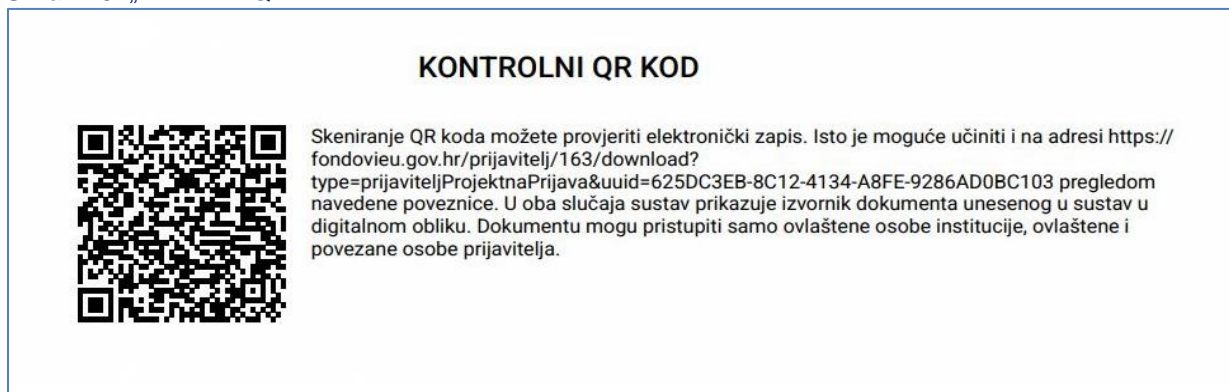 KONTROLNI QR KOD
Skeniranje QR koda možete provjeriti elektronički zapis. Isto je moguće učiniti i na adresi https://
fondovieu.gov.hr/prijavitelj/163/download?
type=prijaviteljProjektnaPrijava&uuid=625DC3EB-8C12-4134-A8FE-9286AD0BC103 pregledom
navedene poveznice. U oba slučaja sustav prikazuje izvornik dokumenta unesenog u sustav u
digitalnom obliku. Dokumentu mogu pristupiti samo ovlaštene osobe institucije, ovlaštene i
povezane osobe prijavitelja.